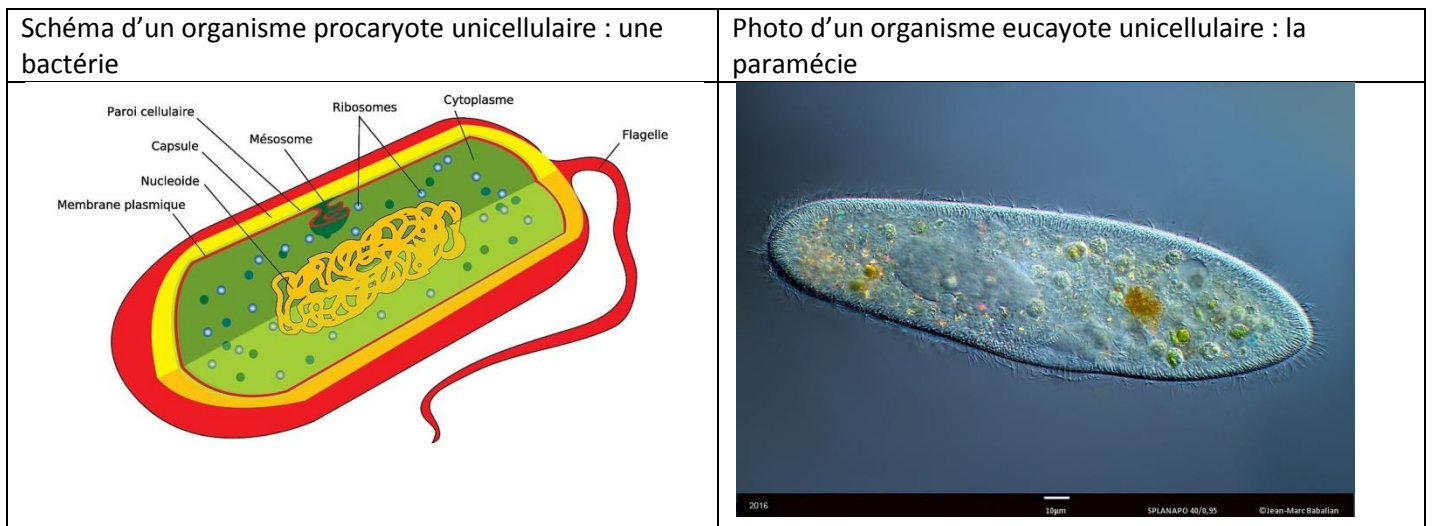 Schéma d’un organisme procaryote unicellulaire : une
bactérie
Photo d’un organisme eucayote unicellulaire : la
paramécie
Paroi cellulaire
Capsule
Nucleoide
Membrane plasmique
Mésosome
Ribosomes
Cytoplasme
Flagelle
2016
10µm
SPLANAPO 40/0,95
©Jean-Marc Babalian